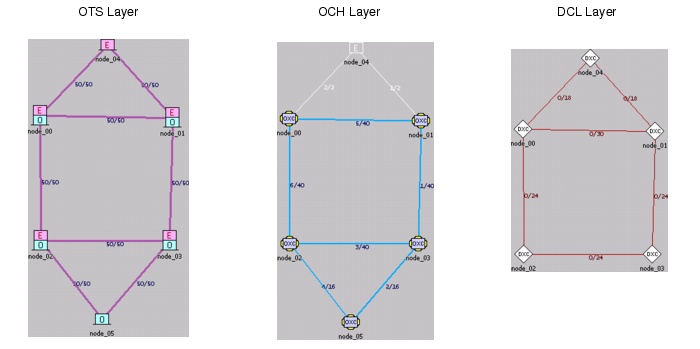 OTS Layer
OCH Layer
DCL Layer
E
node_04
50/50
50/50
E
O
node_00
50/50
E
O
node_01
50/50
50/50
E
O
node_02
50/50
E
O
node_03
50/50
50/50
O
node_05
E
node_04
2/2
2/2
OXC
node_00
5/40
OXC
node_01
6/40
1/40
OXC
node_02
3/40
OXC
node_03
4/16
2/16
OXC
node_05
DXC
node_04
0/18
0/18
DXC
node_00
0/30
DXC
node_01
0/24
0/24
DXC
node_02
0/24
DXC
node_03